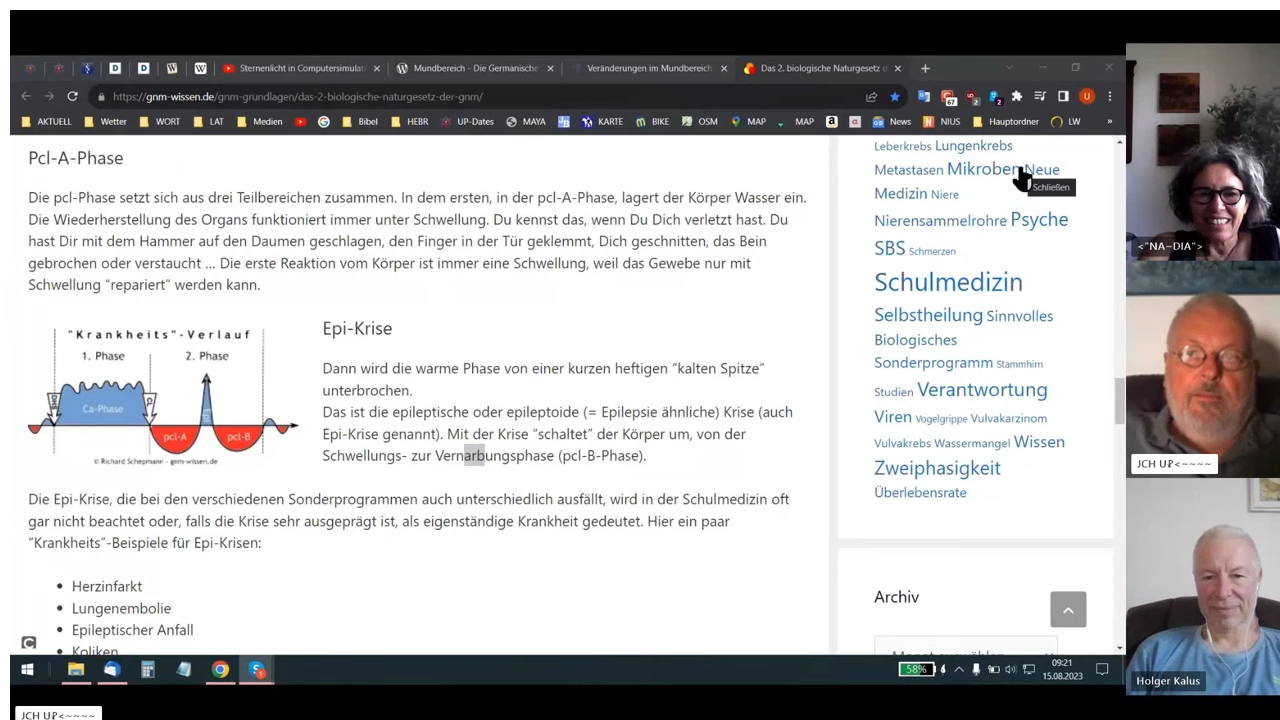 Sternenlicht in Computersimulat
Mundbereich - Die Germanische
Veränderungen im Mundbereich
Das 2. biologische Naturgesetz d
https://gnm-wissen.de/gnm-grundlagen/das-2-biologische-naturgesetz-der-gnm/
67
2
2
U
AKTUELL
Wetter
WORT
LAT
Medien
Bibel
HEBR
UP-Dates
MAYA
KARTE
BIKE
OSM
MAP
MAP
News
NIUS
Hauptordner
LW
»
Pcl-A-Phase
Die pcl-Phase setzt sich aus drei Teilbereichen zusammen. In dem ersten, in der pcl-A-Phase, lagert der Körper Wasser ein.
Die Wiederherstellung des Organs funktioniert immer unter Schwellung. Du kennst das, wenn Du Dich verletzt hast. Du
hast Dir mit dem Hammer auf den Daumen geschlagen, den Finger in der Tür geklemmt, Dich geschnitten, das Bein
gebrochen oder verstaucht ... Die erste Reaktion vom Körper ist immer eine Schwellung, weil das Gewebe nur mit
Schwellung “repariert” werden kann.
"Krankheits"-Verlauf
1. Phase
2. Phase
Ca-Phase
pcl-A
pcl-B
© Richard Schepmann - gnm-wissen.de
Epi-Krise
Dann wird die warme Phase von einer kurzen heftigen “kalten Spitze”
unterbrochen.
Das ist die epileptische oder epileptoide (= Epilepsie ähnliche) Krise (auch
Epi-Krise genannt). Mit der Krise “schaltet” der Körper um, von der
Schwellungs- zur Vernarbungsphase (pcl-B-Phase).
Die Epi-Krise, die bei den verschiedenen Sonderprogrammen auch unterschiedlich ausfällt, wird in der Schulmedizin oft
gar nicht beachtet oder, falls die Krise sehr ausgeprägt ist, als eigenständige Krankheit gedeutet. Hier ein paar
“Krankheits”-Beispiele für Epi-Krisen:
Herzinfarkt
Lungenembolie
Epileptischer Anfall
Koliken
Leberkrebs Lungenkrebs
Metastasen Mikroben Neue
Schließen
Medizin Niere
Nierensammelrohre Psyche
SBS Schmerzen
Schulmedizin
Selbstheilung Sinnvolles
Biologisches
Sonderprogramm Stammhirn
Studien Verantwortung
Viren Vogelgrippe Vulvakarzinom
Vulvakrebs Wassermangel Wissen
Zweiphasigkeit
Überlebensrate
Archiv
Monat auswählen
58%
09:21
15.08.2023
<"NA~DIA">
JCH UP<~~~~
Holger Kalus
JCH UP<~~~~